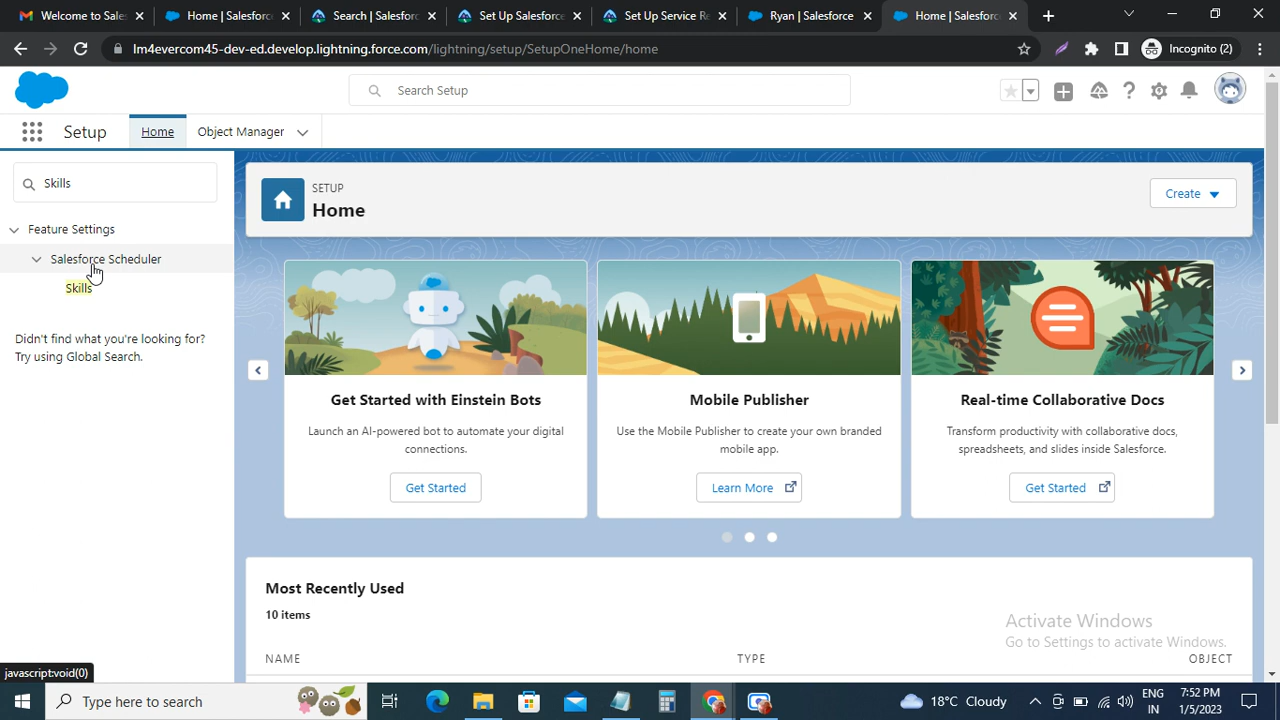 Welcome to Sales
Home | Salesforc
Search | Salesforc
Set Up Salesforce
Set Up Service Re
Ryan | Salesforce
Home | Salesforc
lm4evercom45-dev-ed.develop.lightning.force.com/lightning/setup/SetupOneHome/home
Incognito (2)
Search Setup
Setup
Home
Object Manager
Skills
Feature Settings
Salesforce Scheduler
Skills
Didn't find what you're looking for?
Try using Global Search.
SETUP
Home
Create
Get Started with Einstein Bots
Launch an AI-powered bot to automate your digital
connections.
Get Started
Mobile Publisher
Use the Mobile Publisher to create your own branded
mobile app.
Learn More
Real-time Collaborative Docs
Transform productivity with collaborative docs,
spreadsheets, and slides inside Salesforce.
Get Started
Most Recently Used
10 items
NAME
TYPE
OBJECT
Activate Windows
Go to Settings to activate Windows.
javascript:void(0)
Type here to search
18°C Cloudy
ENG
IN
7:52 PM
1/5/2023